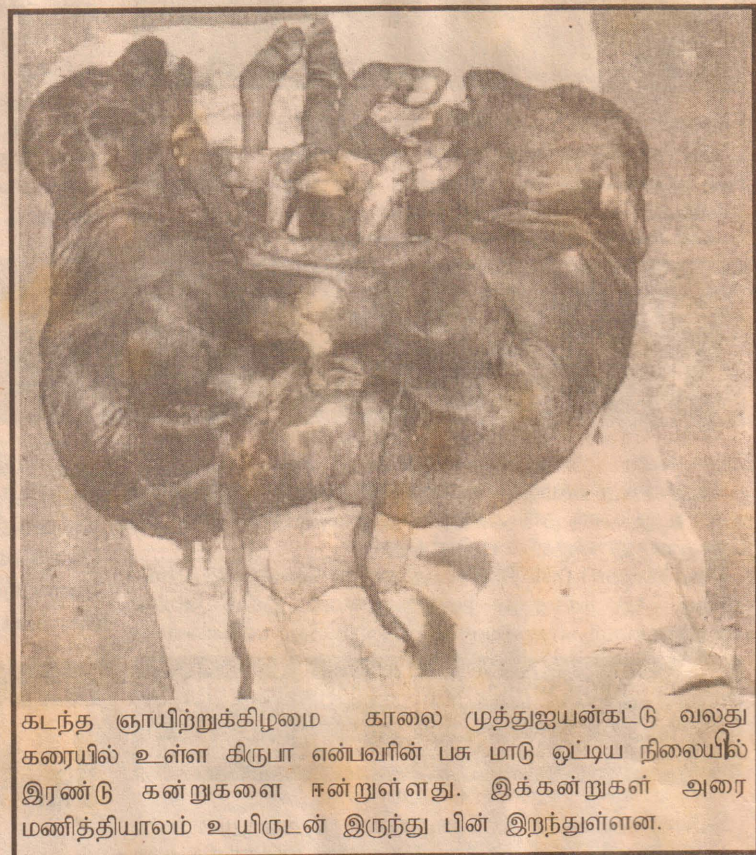 கடந்த ஞாயிற்றுக்கிழமை காலை முத்துஐயன்கட்டு வலது
கரையில் உள்ள கிருபா என்பவரின் பசு மாடு ஒட்டிய நிலையில்
இரண்டு கன்றுகளை ஈன்றுள்ளது. இக்கன்றுகள் அரை
மணித்தியாலம் உயிருடன் இருந்து பின் இறந்துள்ளன.